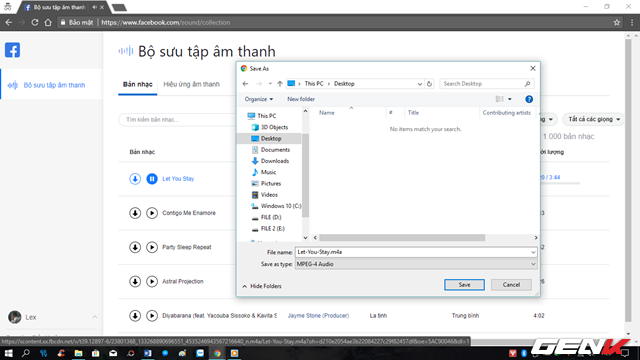 Bộ sưu tập âm thanh
Bảo mật
https://www.facebook.com/sound/collection
Bộ sưu tập âm thanh
Bộ sưu tập âm thanh
Bản nhạc
Hiệu ứng âm thanh
Tìm kiếm bản nhạc.
Tất cả các giọng
1 000 bản nhạc
Bản nhạc
lượng
Let You Stay
/ 3:44
Contigo Me Enamore
Party Sleep Repeat
Astral Projection
Diyabarana (feat. Yacouba Sissoko & Kavita S
Jayme Stone (Producer)
La tinh
Trung bình
4:02
Lex
Save As
This PC
Desktop
Search Desktop
Organize
New folder
This PC
3D Objects
Desktop
Documents
Downloads
Music
Pictures
Videos
Windows 10 (C:)
FILE (D:)
FILE 2 (E:)
Name
#
Title
Contributing artists
No items match your search.
File name:
Let-You-Stay.m4a
Save as type:
MPEG-4 Audio
Hide Folders
Save
Cancel
GENK